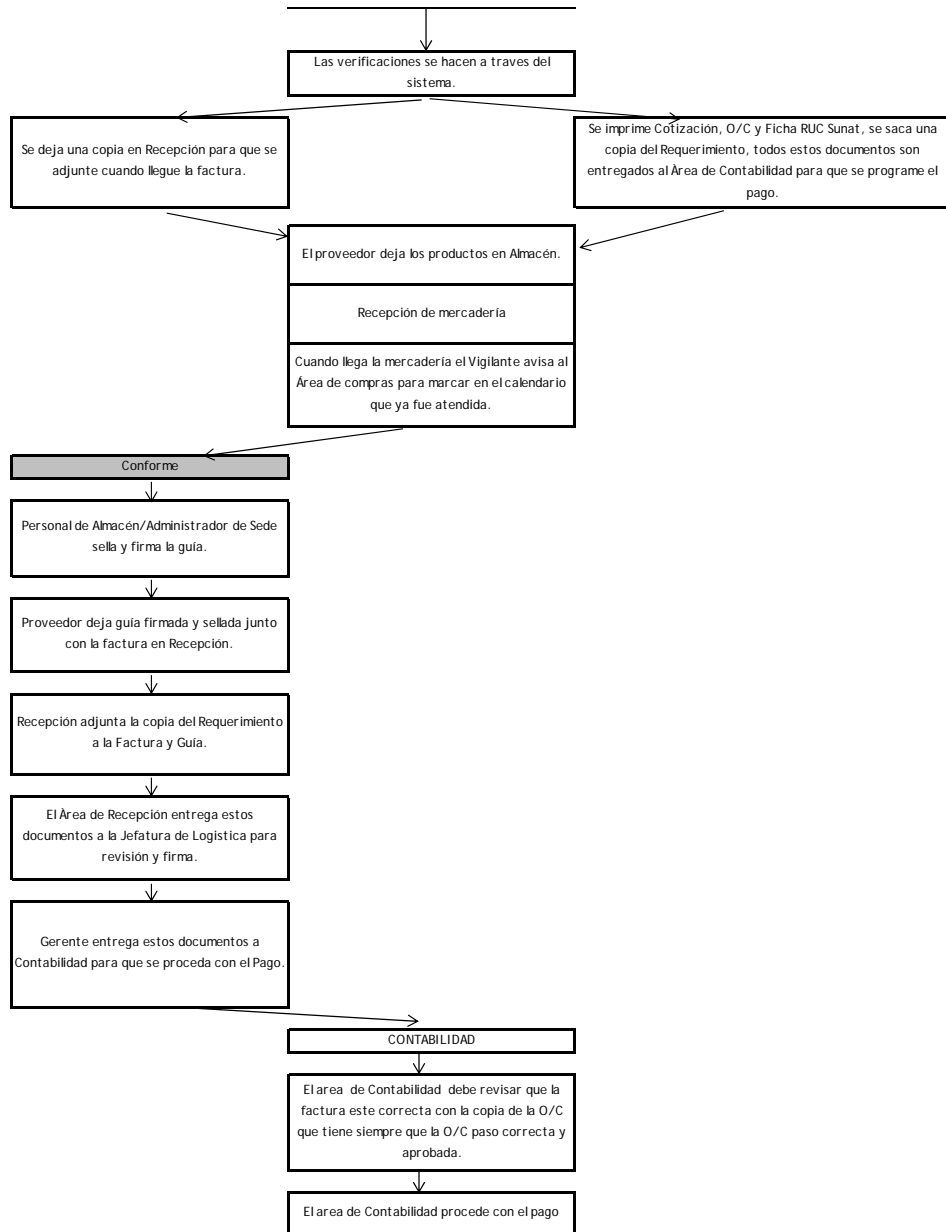 Las verificaciones se hacen a traves del
sistema.
Se deja una copia en Recepción para que se
adjunte cuando llegue la factura.
Se imprime Cotización, O/C y Ficha RUC Sunat, se saca una
copia del Requerimiento, todos estos documentos son
entregados al Àrea de Contabilidad para que se programe el
pago.
El proveedor deja los productos en Almacén.
Recepción de mercadería
Cuando llega la mercadería el Vigilante avisa al
Área de compras para marcar en el calendario
que ya fue atendida.
Conforme
Personal de Almacén/Administrador de Sede
sella y firma la guía.
Proveedor deja guía firmada y sellada junto
con la factura en Recepción.
Recepción adjunta la copia del Requerimiento
a la Factura y Guía.
El Àrea de Recepción entrega estos
documentos a la Jefatura de Logistica para
revisión y firma.
Gerente entrega estos documentos a
Contabilidad para que se proceda con el Pago.
CONTABILIDAD
El area de Contabilidad debe revisar que la
factura este correcta con la copia de la O/C
que tiene siempre que la O/C paso correcta y
aprobada.
El area de Contabilidad procede con el pago